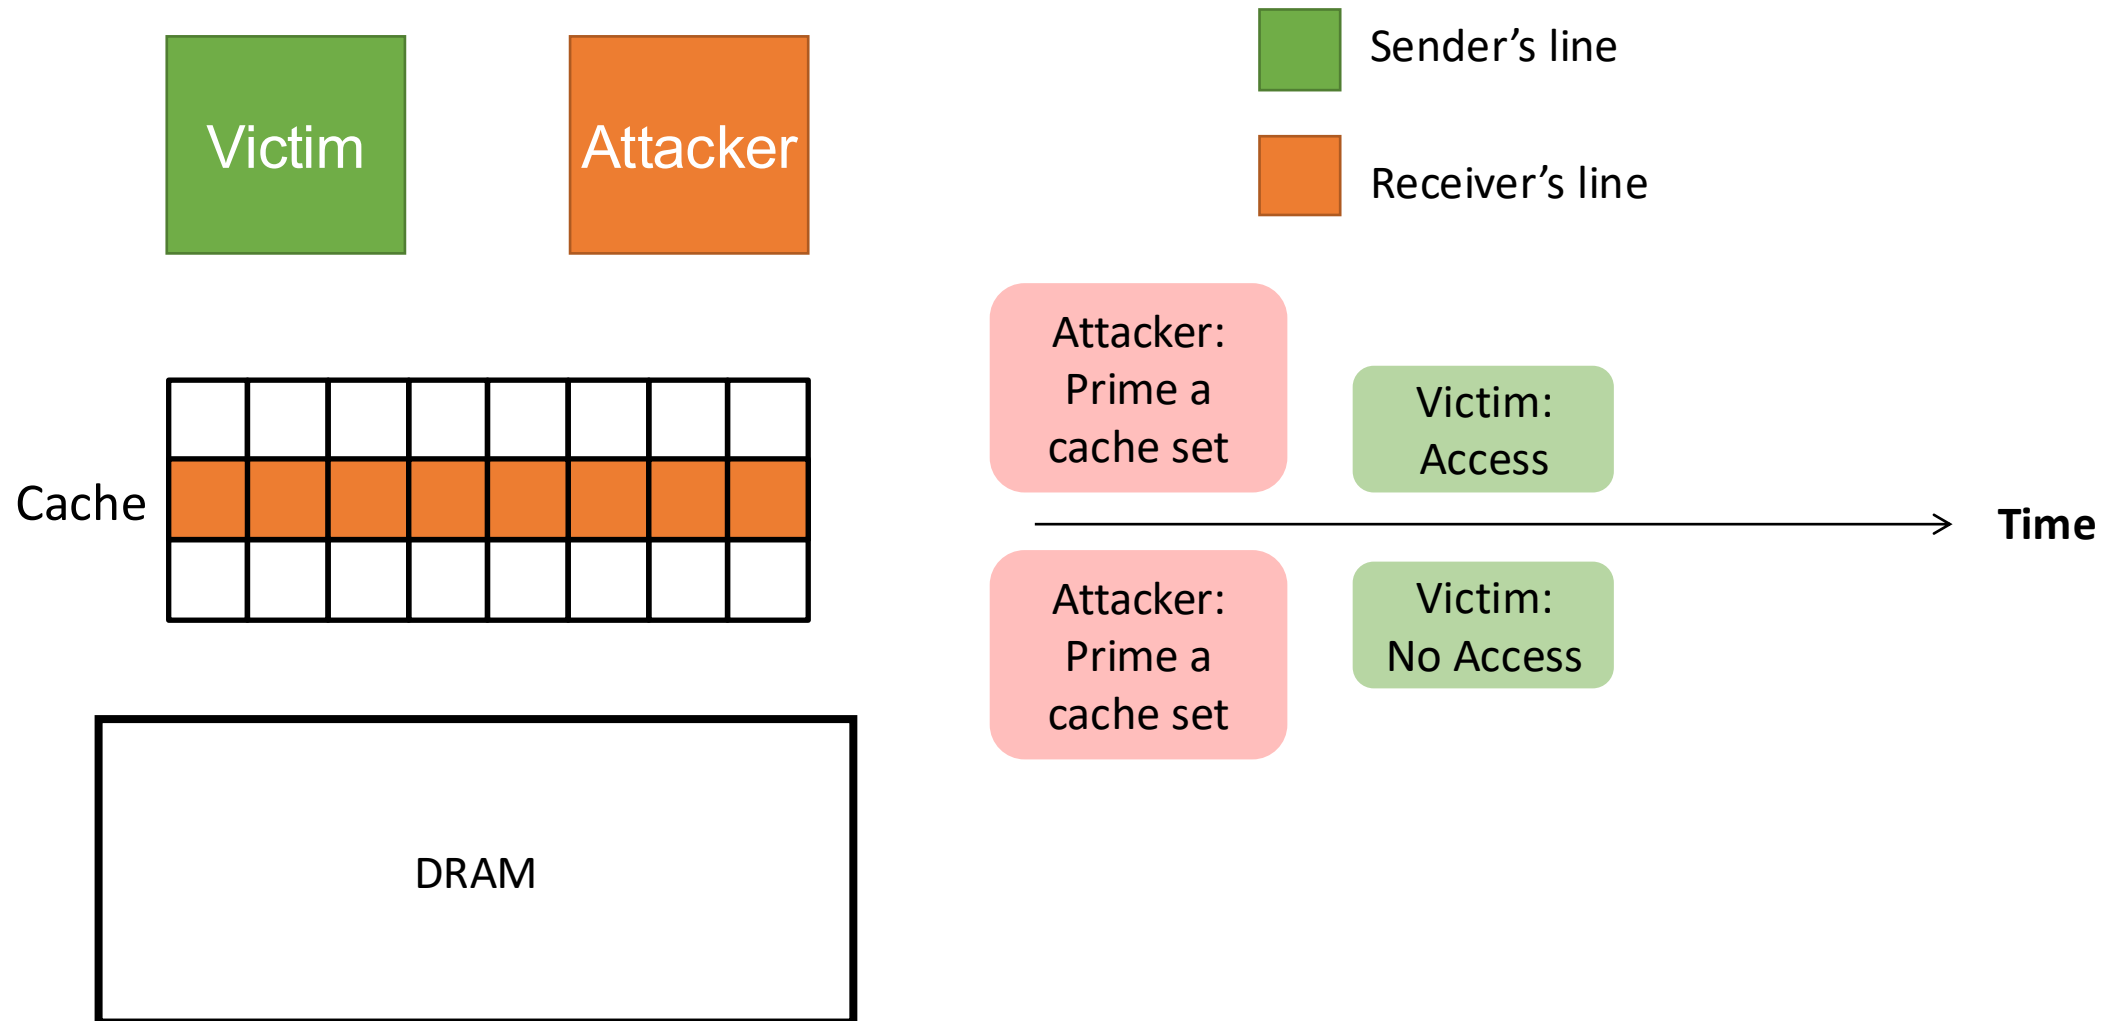 Victim
Attacker
Sender’s line
Receiver’s line
Attacker:
Prime a
cache set
Victim:
Access
Cache
Time
Attacker:
Prime a
cache set
Victim:
No Access
DRAM